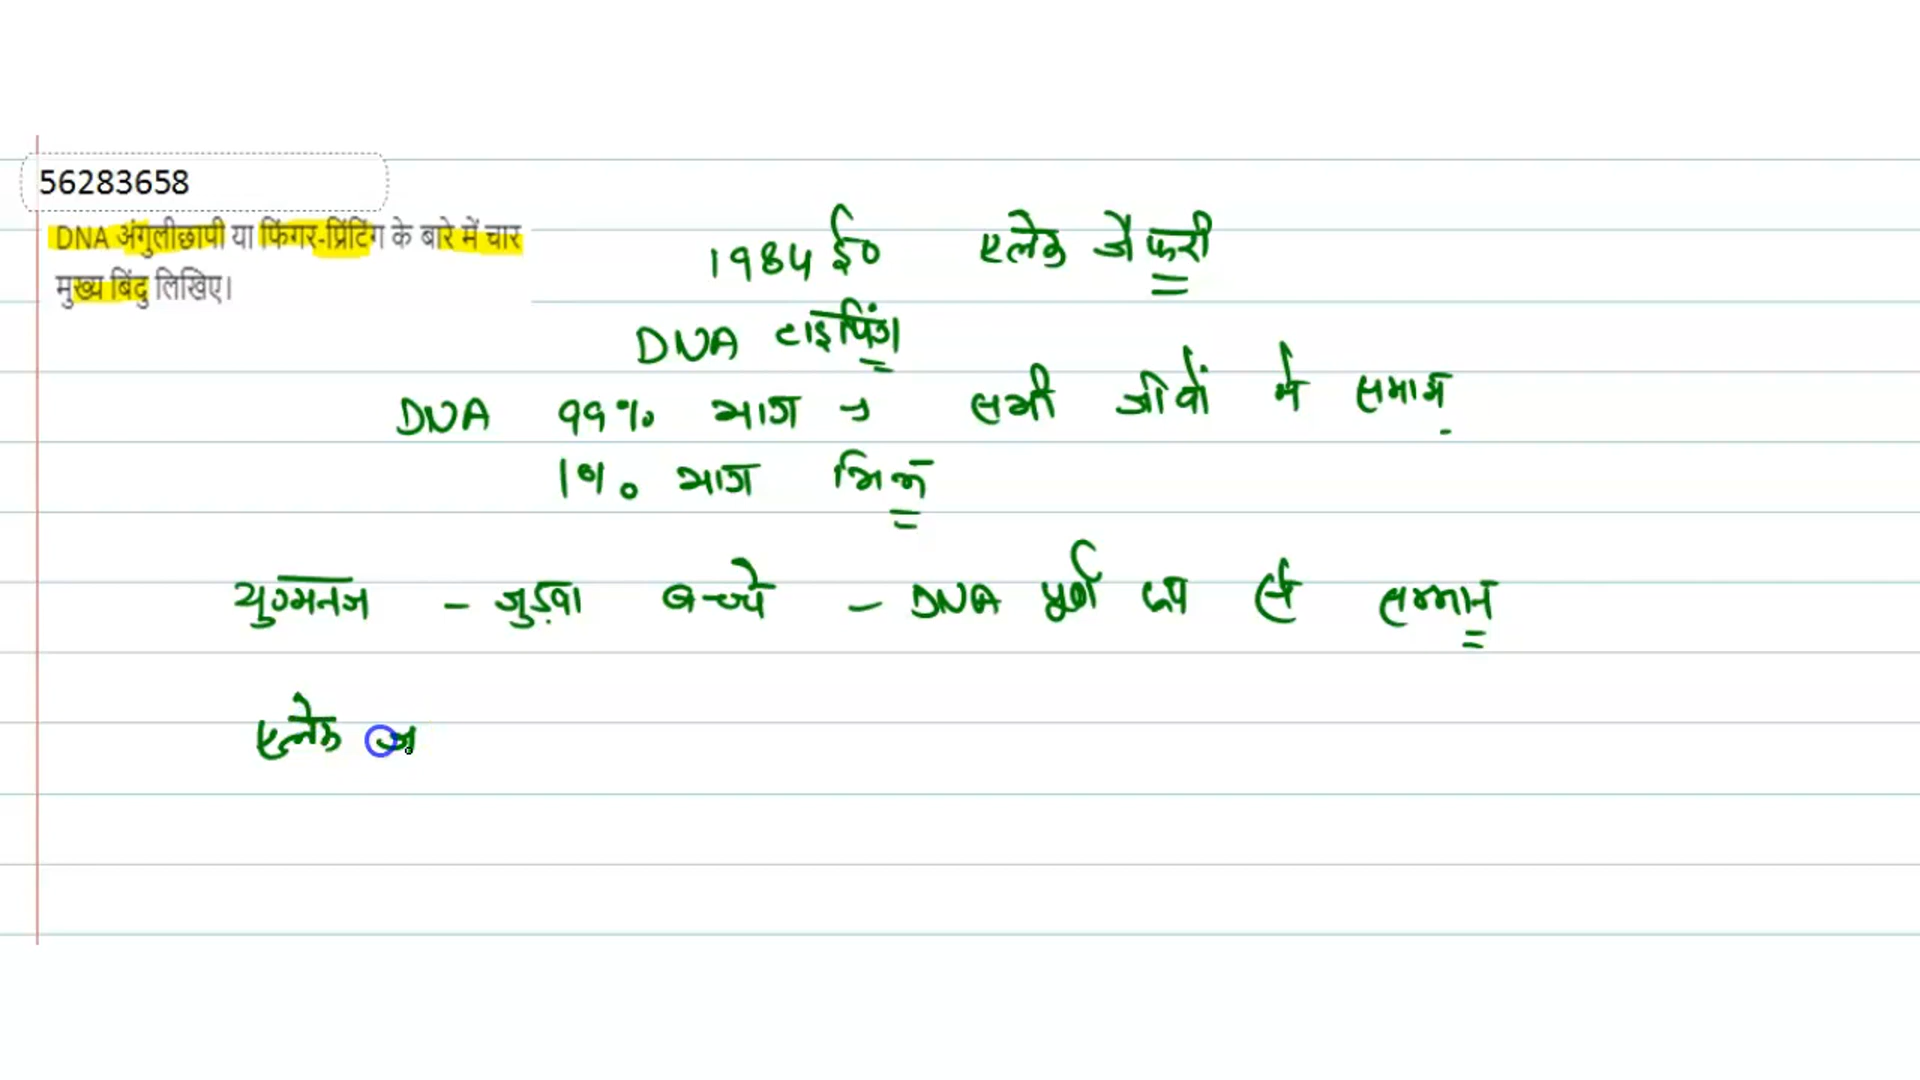 56283658
DNA अंगुलीछापी या फिंगर-प्रिंटिंग के बारे में चार
मुख्य बिंदु लिखिए।
1984 ई० एलेक जैफरी
DNA टाइपिंग
DNA 99% भाग → सभी जीवों में समान
1% भाग भिन्न
युग्मनज - जुड़वा बच्चे - DNA पूर्ण रूप से समान
एलेक ज